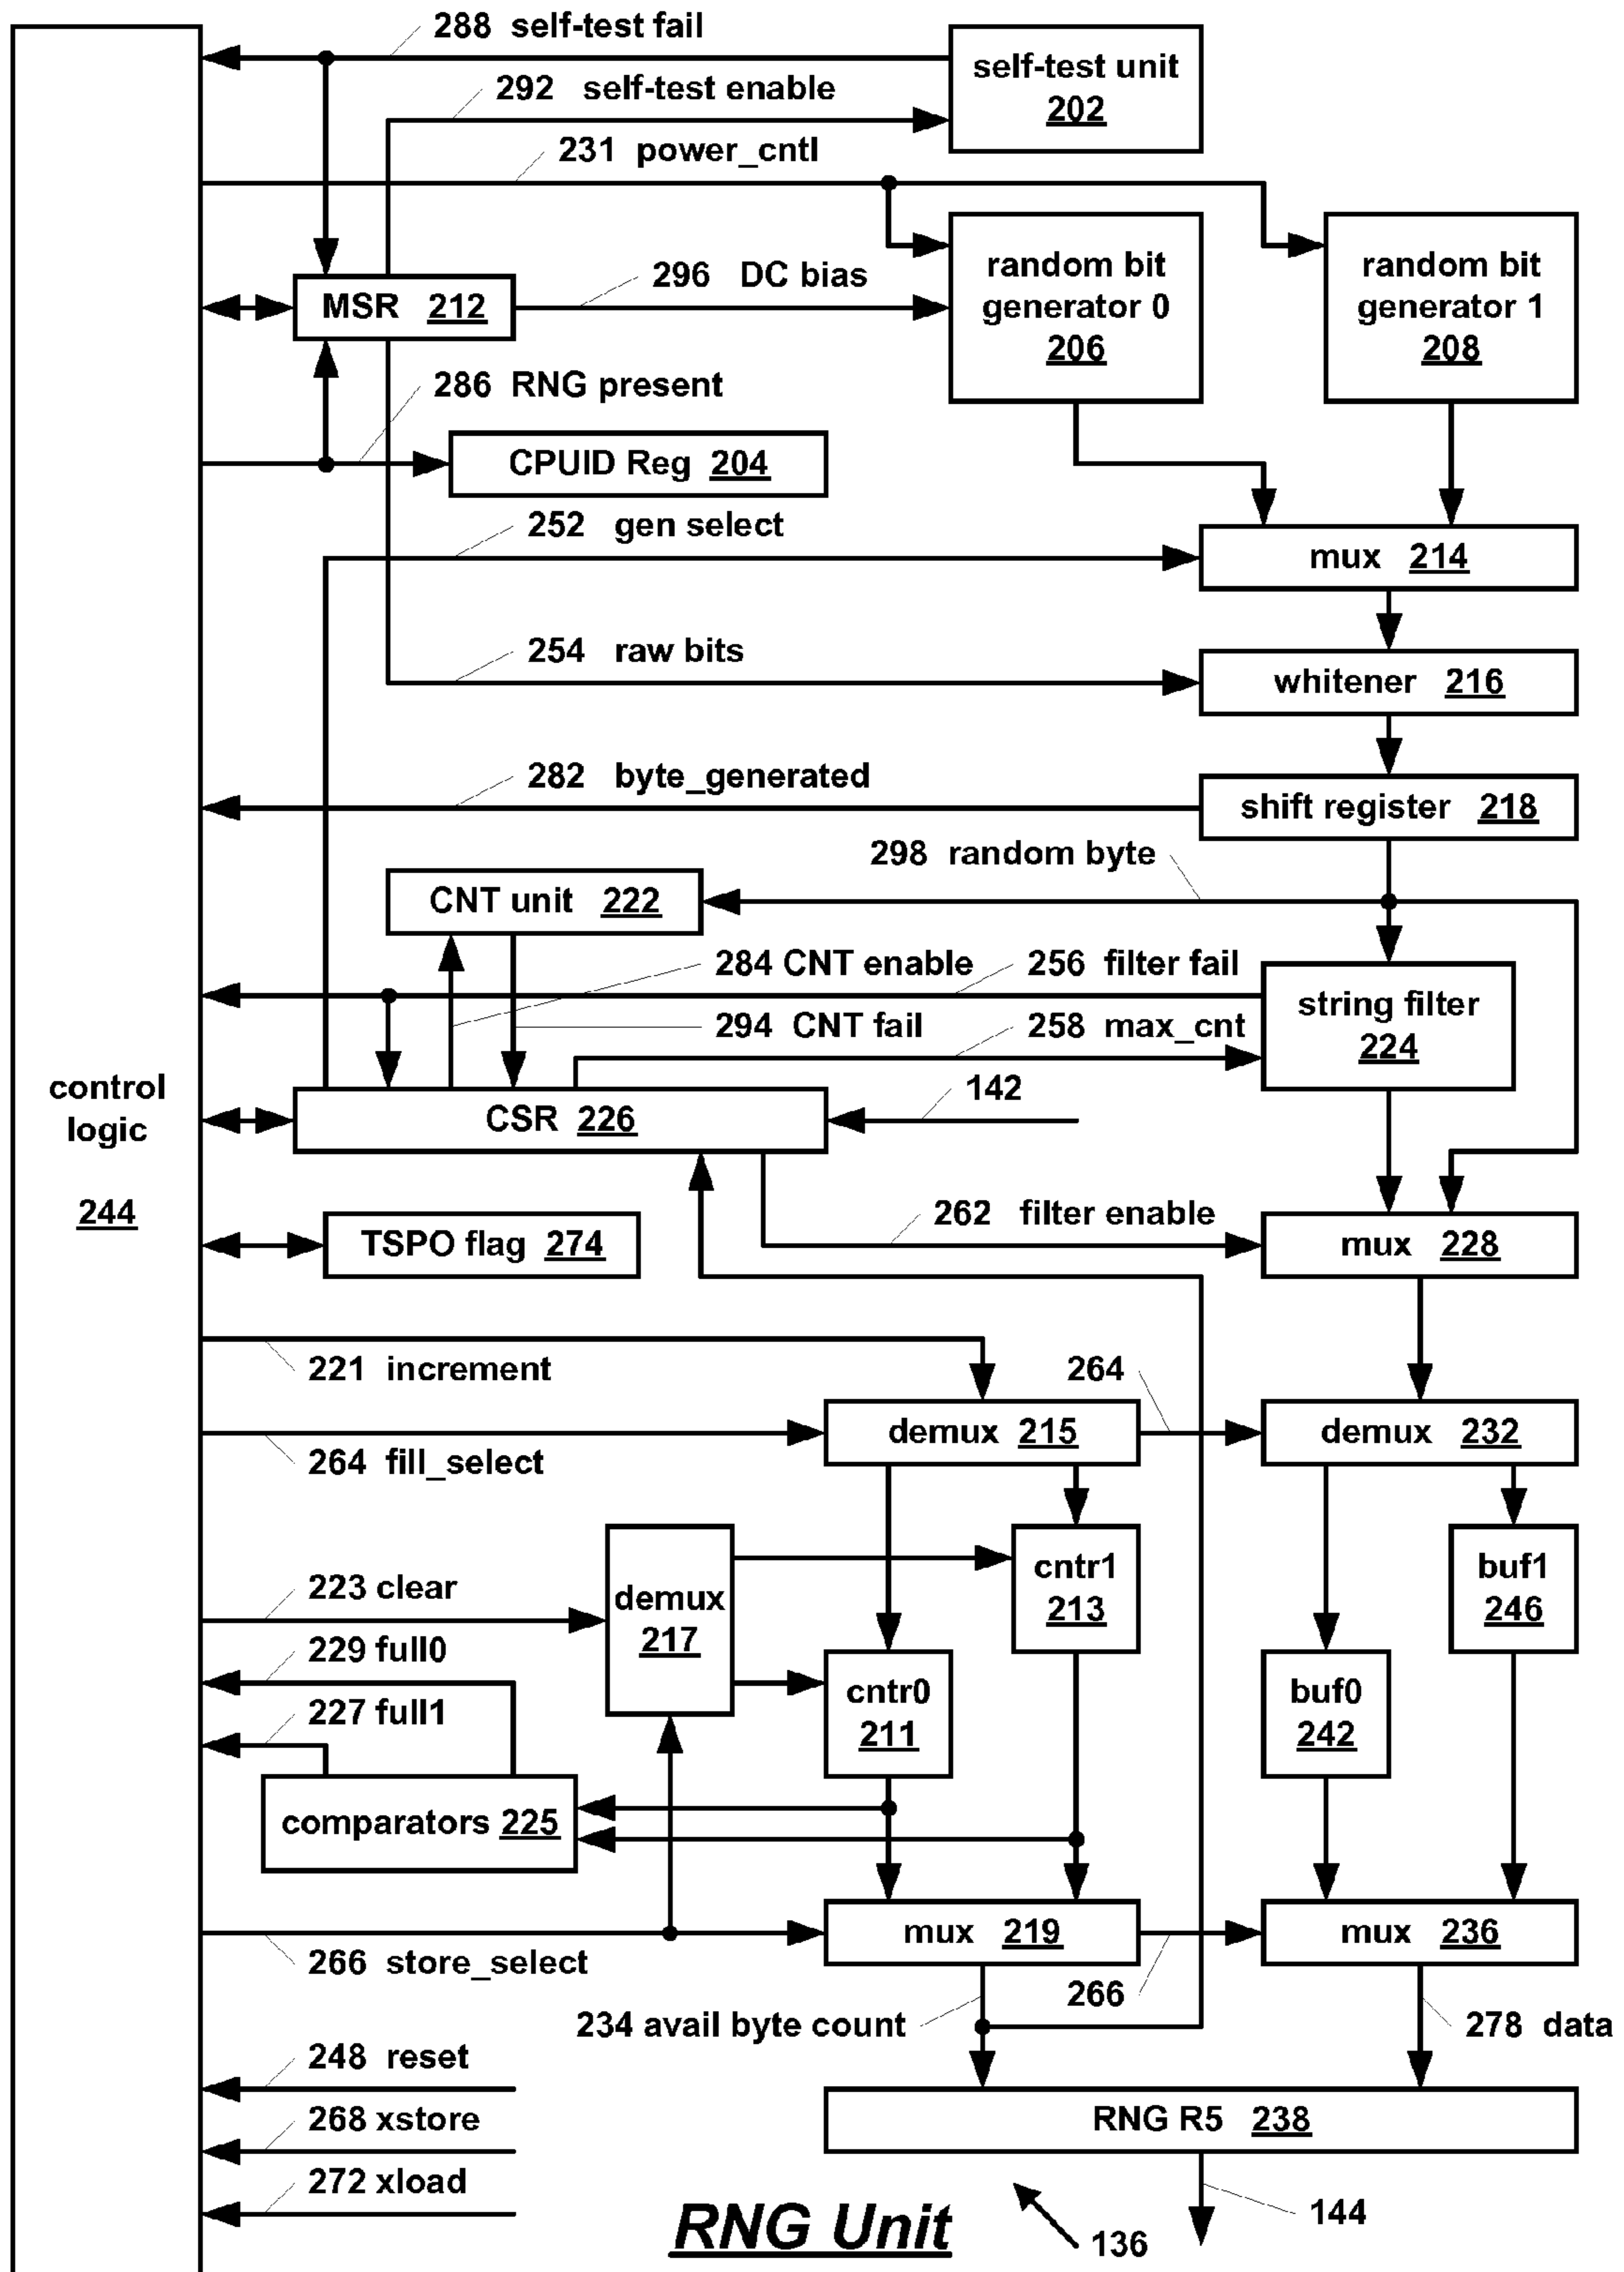 288 self-test fail
self-test unit
202
292 self-test enable
231 power_cntl
random bit
generator 0
206
random bit
generator 1
208
296 DC bias
MSR 212
286 RNG present
CPUID Reg 204
252 gen select
mux 214
254 raw bits
whitener 216
282 byte_generated
shift register 218
298 random byte
CNT unit 222
284 CNT enable
256 filter fail
string filter
224
294 CNT fail
258 max_cnt
control
logic
244
142
CSR 226
262 filter enable
TSPO flag 274
mux 228
221 increment
264
demux 215
demux 232
264 fill_select
demux
217
cntr1
213
buf1
246
223 clear
229 full0
cntr0
211
buf0
242
227 full1
comparators 225
mux 219
mux 236
266 store_select
266
234 avail byte count
278 data
248 reset
268 xstore
RNG R5 238
272 xload
144
RNG Unit
136